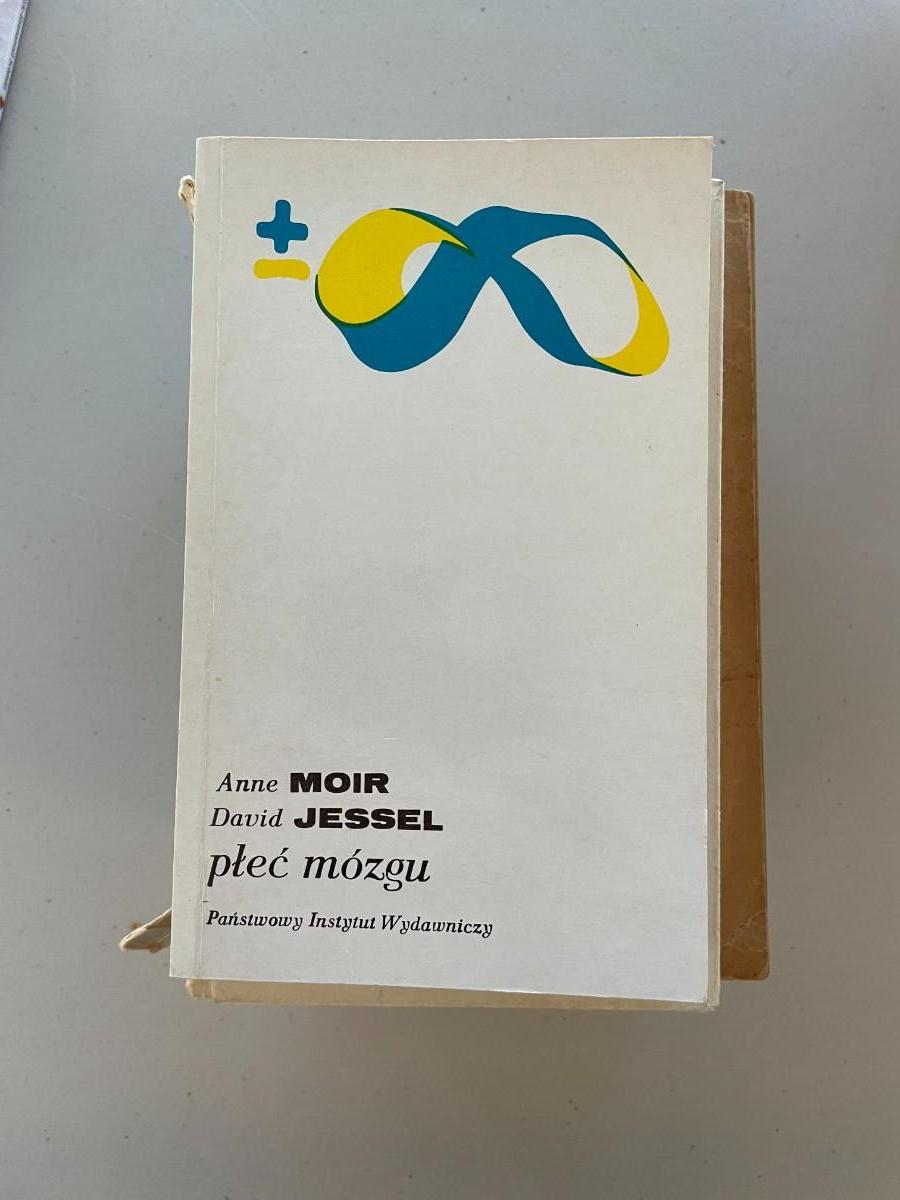 ±
Anne MOIR
David JESSEL
płeć mózgu
Państwowy Instytut Wydawniczy